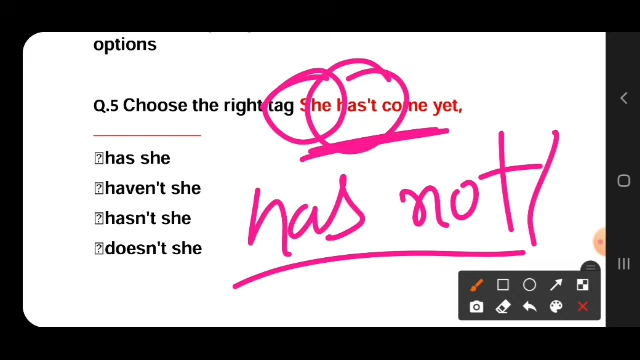 options
Q.5 Choose the right tag She has't come yet,
has she
haven't she
hasn't she
doesn't she
has not